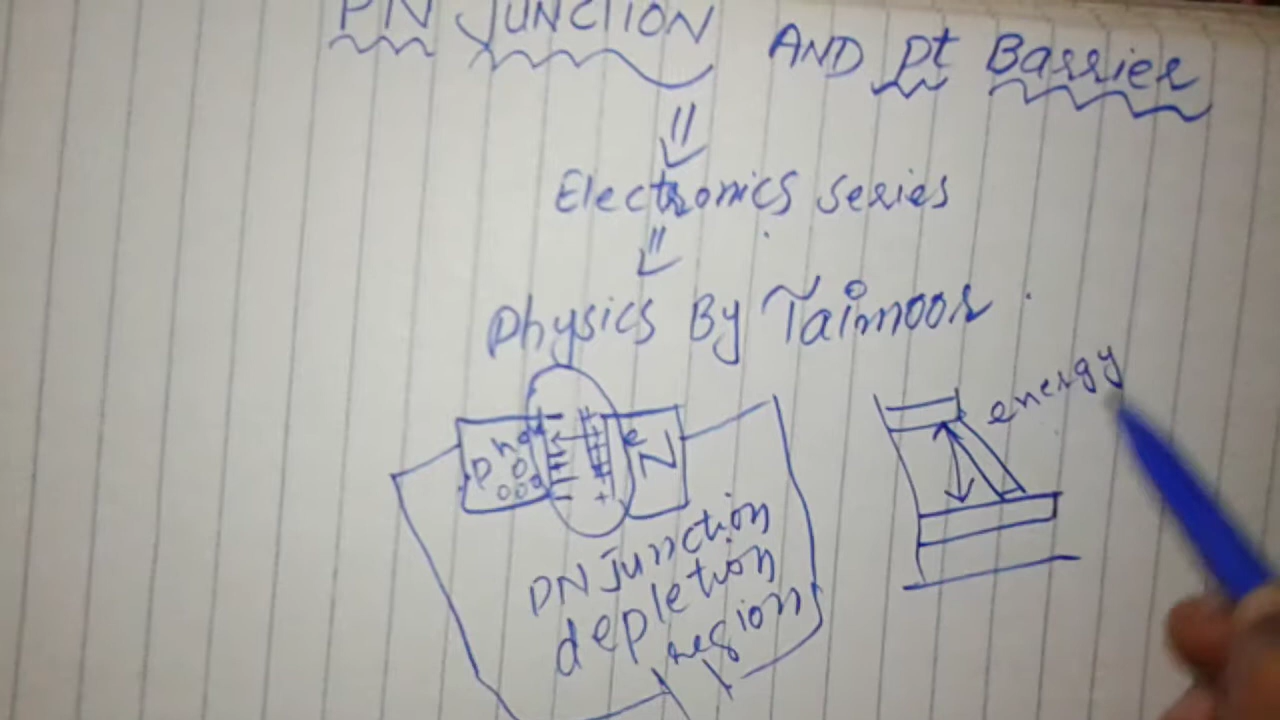 PN JUNCTION AND Pt Barrier
Electronics series
Physics By Taimoor
energy
P
h
e
N
PN junction
depletion
region